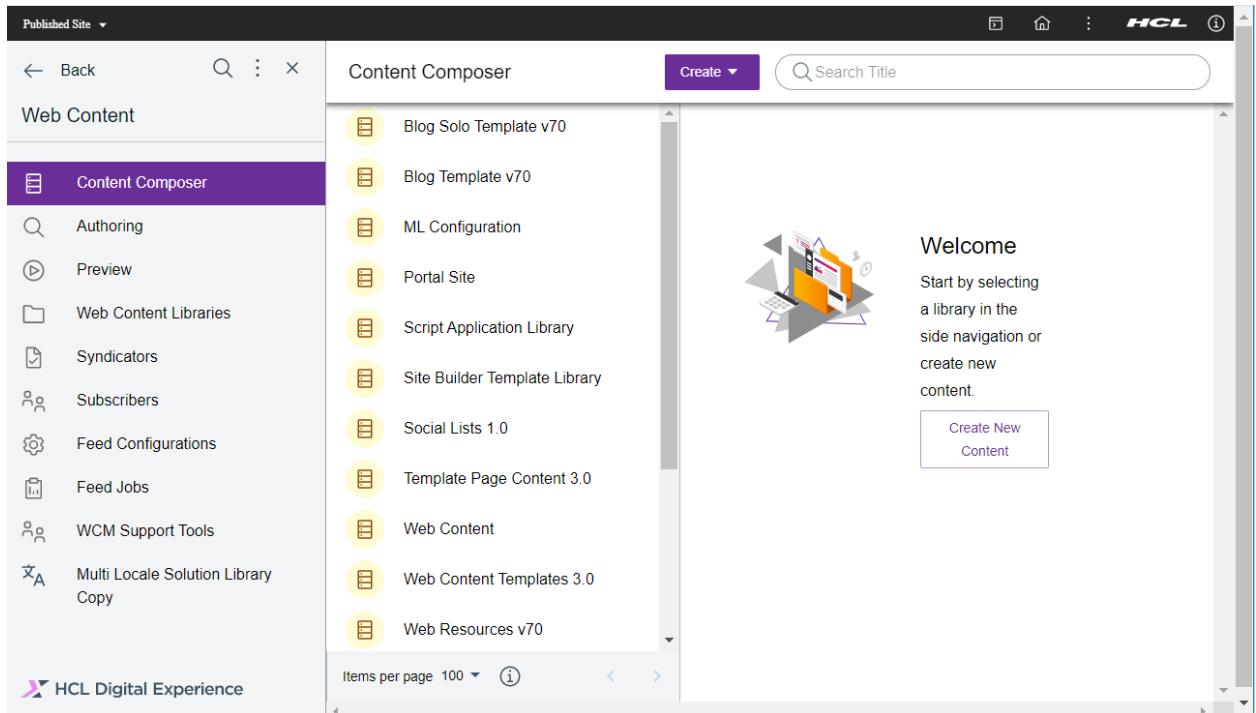 Published Site
HCL
Back
Web Content
Content Composer
Authoring
Preview
Web Content Libraries
Syndicators
Subscribers
Feed Configurations
Feed Jobs
WCM Support Tools
Multi Locale Solution Library
Copy
HCL Digital Experience
Content Composer
Create
Search Title
Blog Solo Template v70
Blog Template v70
ML Configuration
Portal Site
Script Application Library
Site Builder Template Library
Social Lists 1.0
Template Page Content 3.0
Web Content
Web Content Templates 3.0
Web Resources v70
Items per page 100
Welcome
Start by selecting
a library in the
side navigation or
create new
content.
Create New
Content